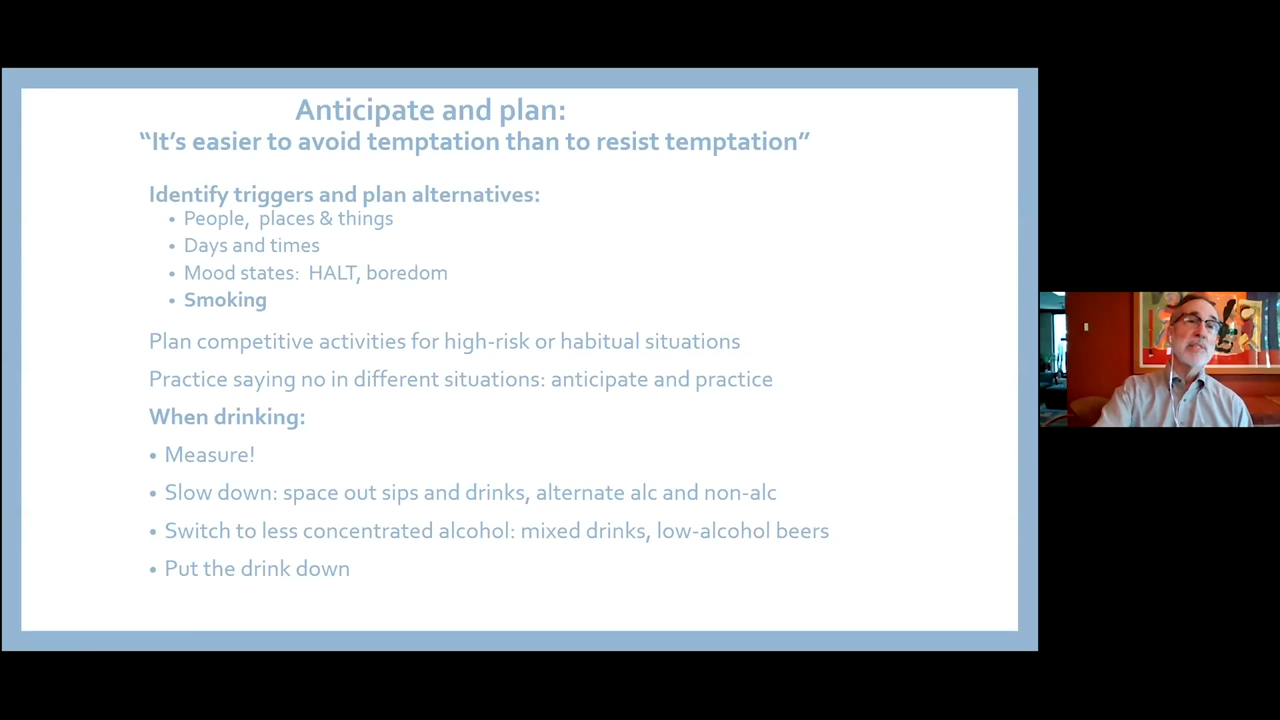 Anticipate and plan:
“It’s easier to avoid temptation than to resist temptation”
Identify triggers and plan alternatives:
• People, places & things
• Days and times
• Mood states: HALT, boredom
• Smoking
Plan competitive activities for high-risk or habitual situations
Practice saying no in different situations: anticipate and practice
When drinking:
• Measure!
• Slow down: space out sips and drinks, alternate alc and non-alc
• Switch to less concentrated alcohol: mixed drinks, low-alcohol beers
• Put the drink down